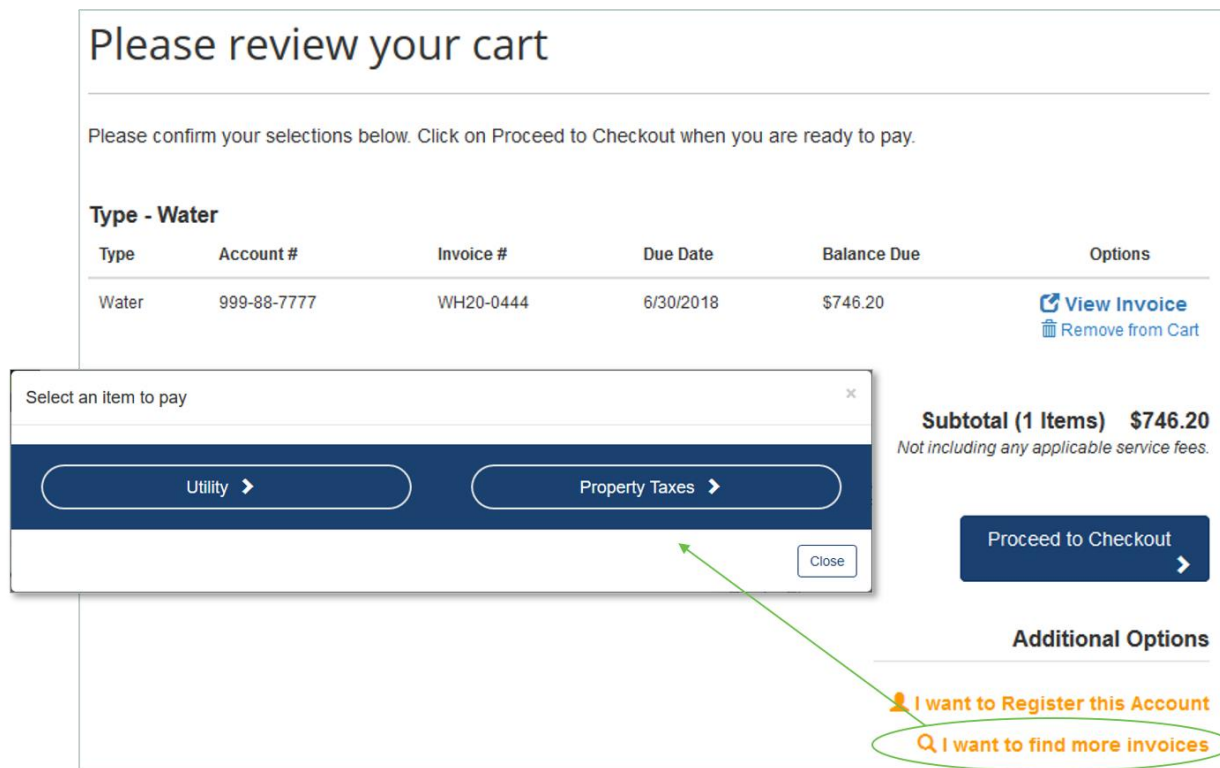 Please review your cart
Please confirm your selections below. Click on Proceed to Checkout when you are ready to pay.
Type - Water
Type Account # Invoice # Due Date Balance Due Options
Water 999-88-7777 WH20-0444 6/30/2018 $746.20 View Invoice
Remove from Cart
Select an item to pay ×
Utility Property Taxes
Close
Subtotal (1 Items) $746.20
Not including any applicable service fees.
Proceed to Checkout
Additional Options
I want to Register this Account
I want to find more invoices